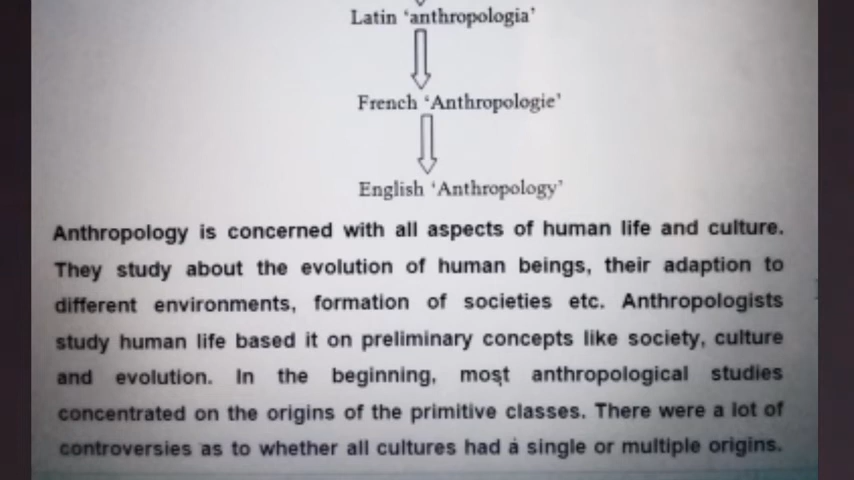 Latin ‘anthropologia’
French ‘Anthropologie’
English ‘Anthropology’
Anthropology is concerned with all aspects of human life and culture.
They study about the evolution of human beings, their adaption to
different environments, formation of societies etc. Anthropologists
study human life based it on preliminary concepts like society, culture
and evolution. In the beginning, most anthropological studies
concentrated on the origins of the primitive classes. There were a lot of
controversies as to whether all cultures had a single or multiple origins.